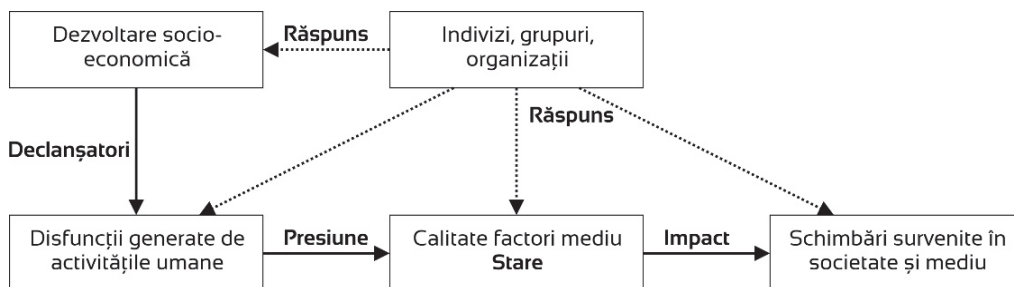 Dezvoltare socio-
economică
Răspuns
Indivizi, grupuri,
organizații
Declanșatori
Răspuns
Disfuncții generate de
activitățile umane
Presiune
Calitate factori mediu
Stare
Impact
Schimbări survenite în
societate și mediu